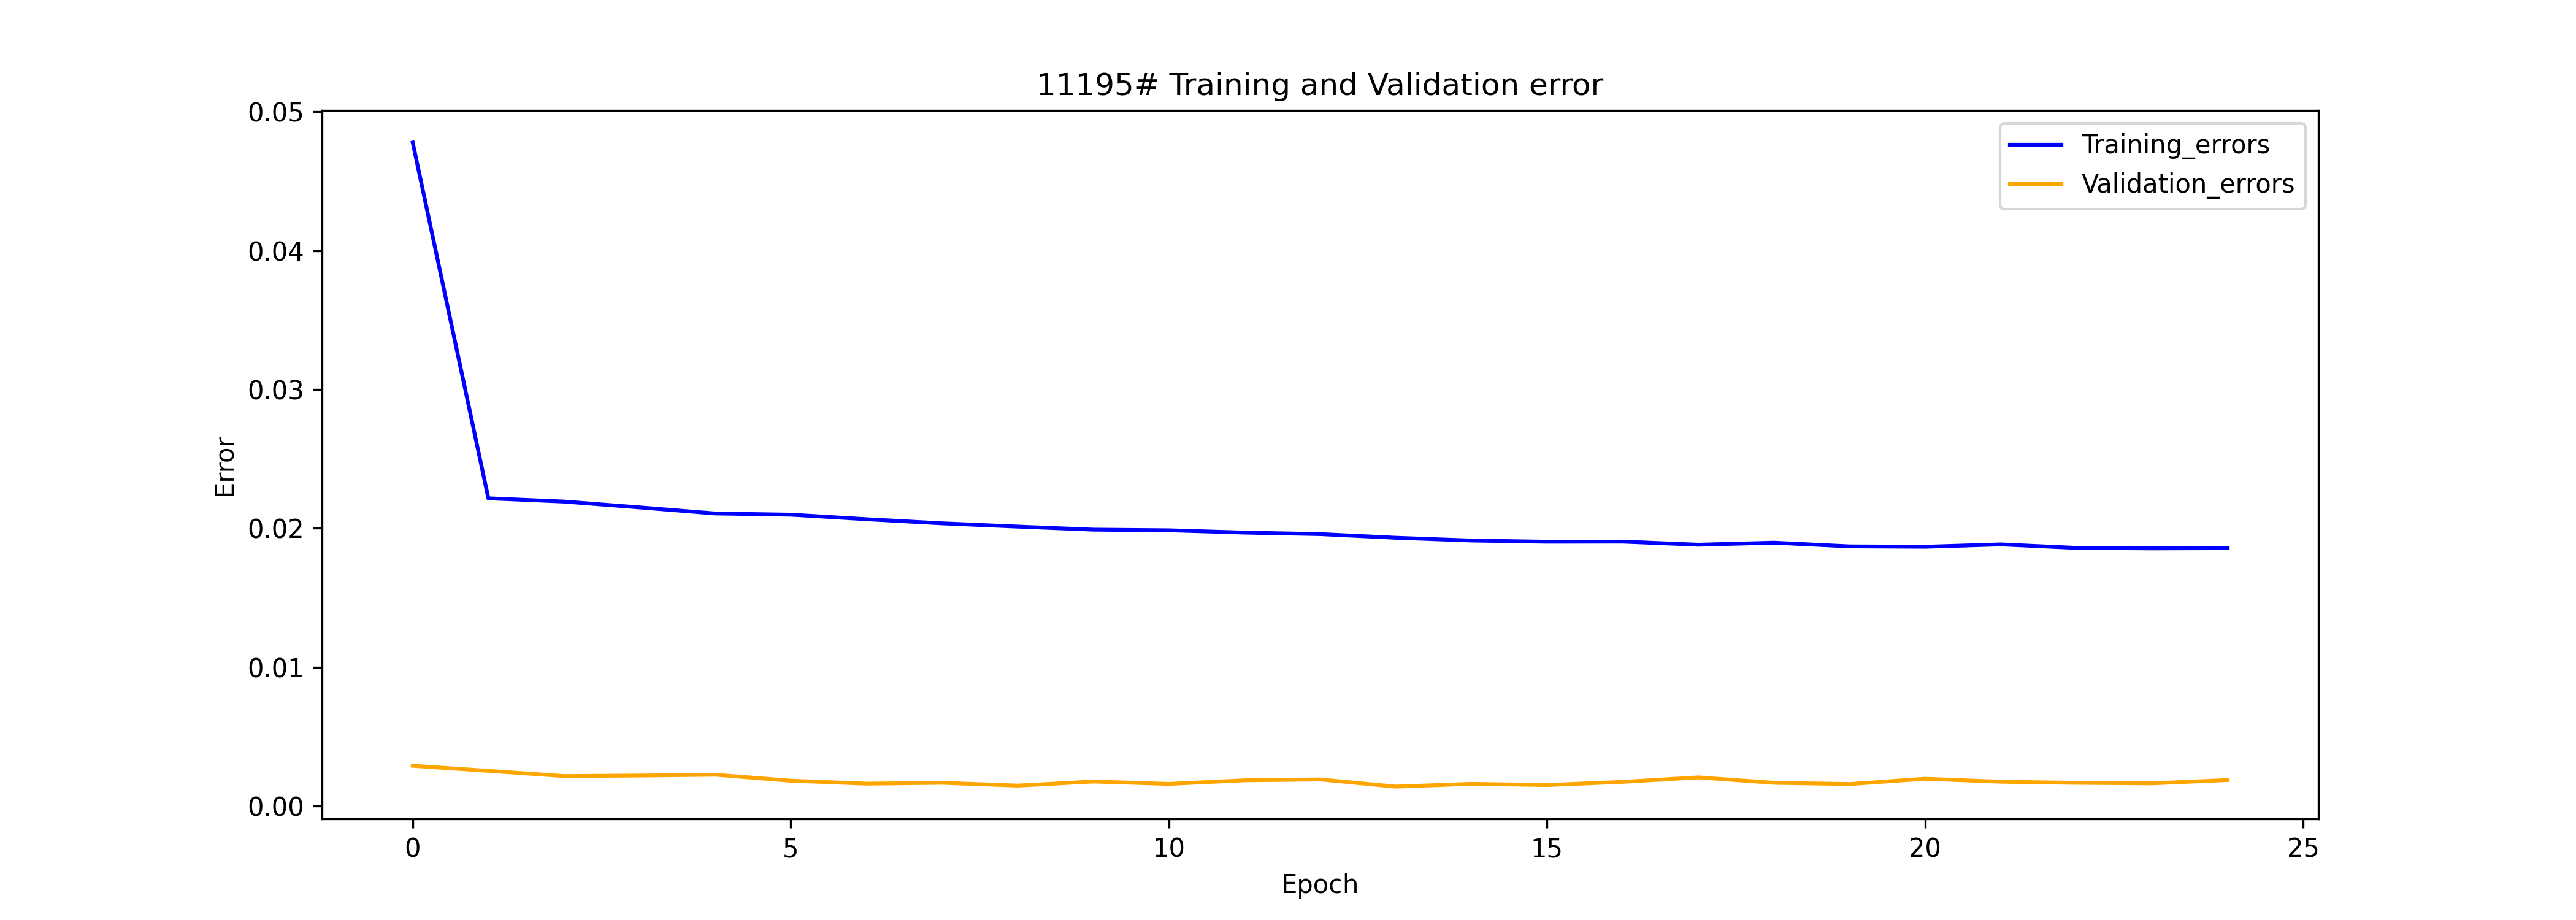 11195# Training and Validation error
0.05
0.04
0.03
0.02
0.01
0.00
Error
Training_errors
Validation_errors
0 5 10 15 20 25
Epoch